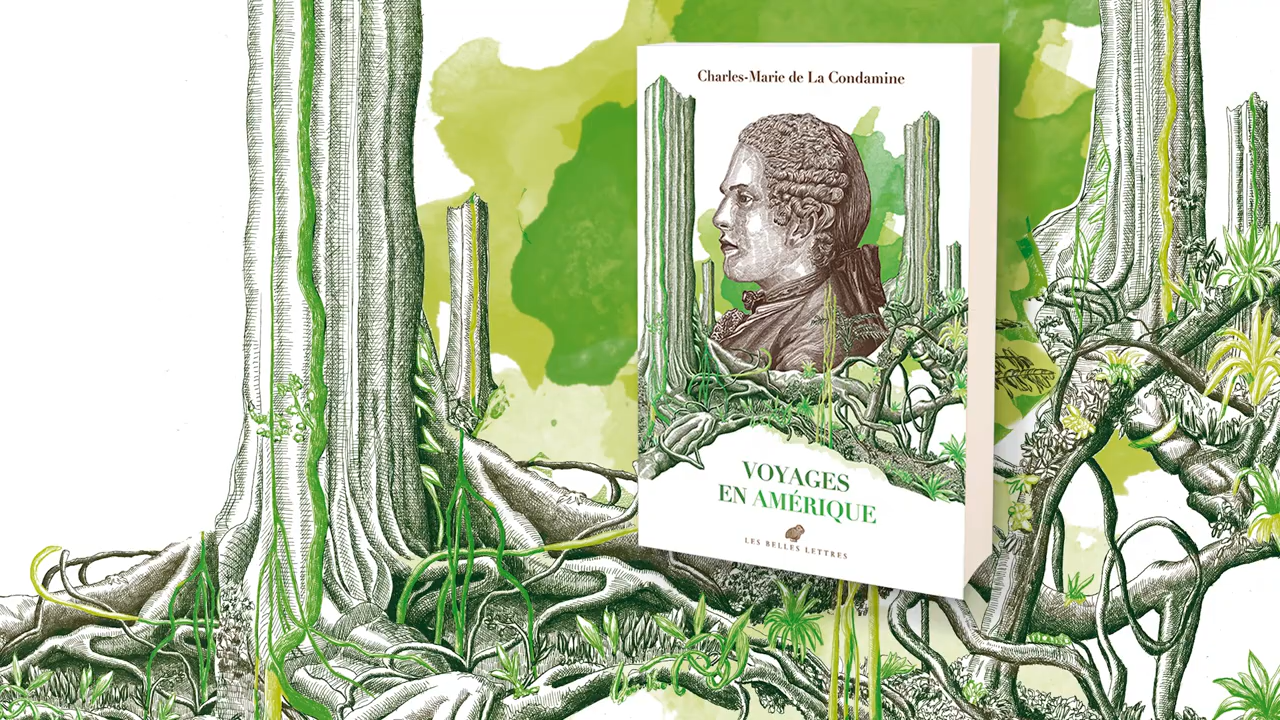 Charles-Marie de La Condamine
VOYAGES
EN AMÉRIQUE
LES BELLES LETTRES